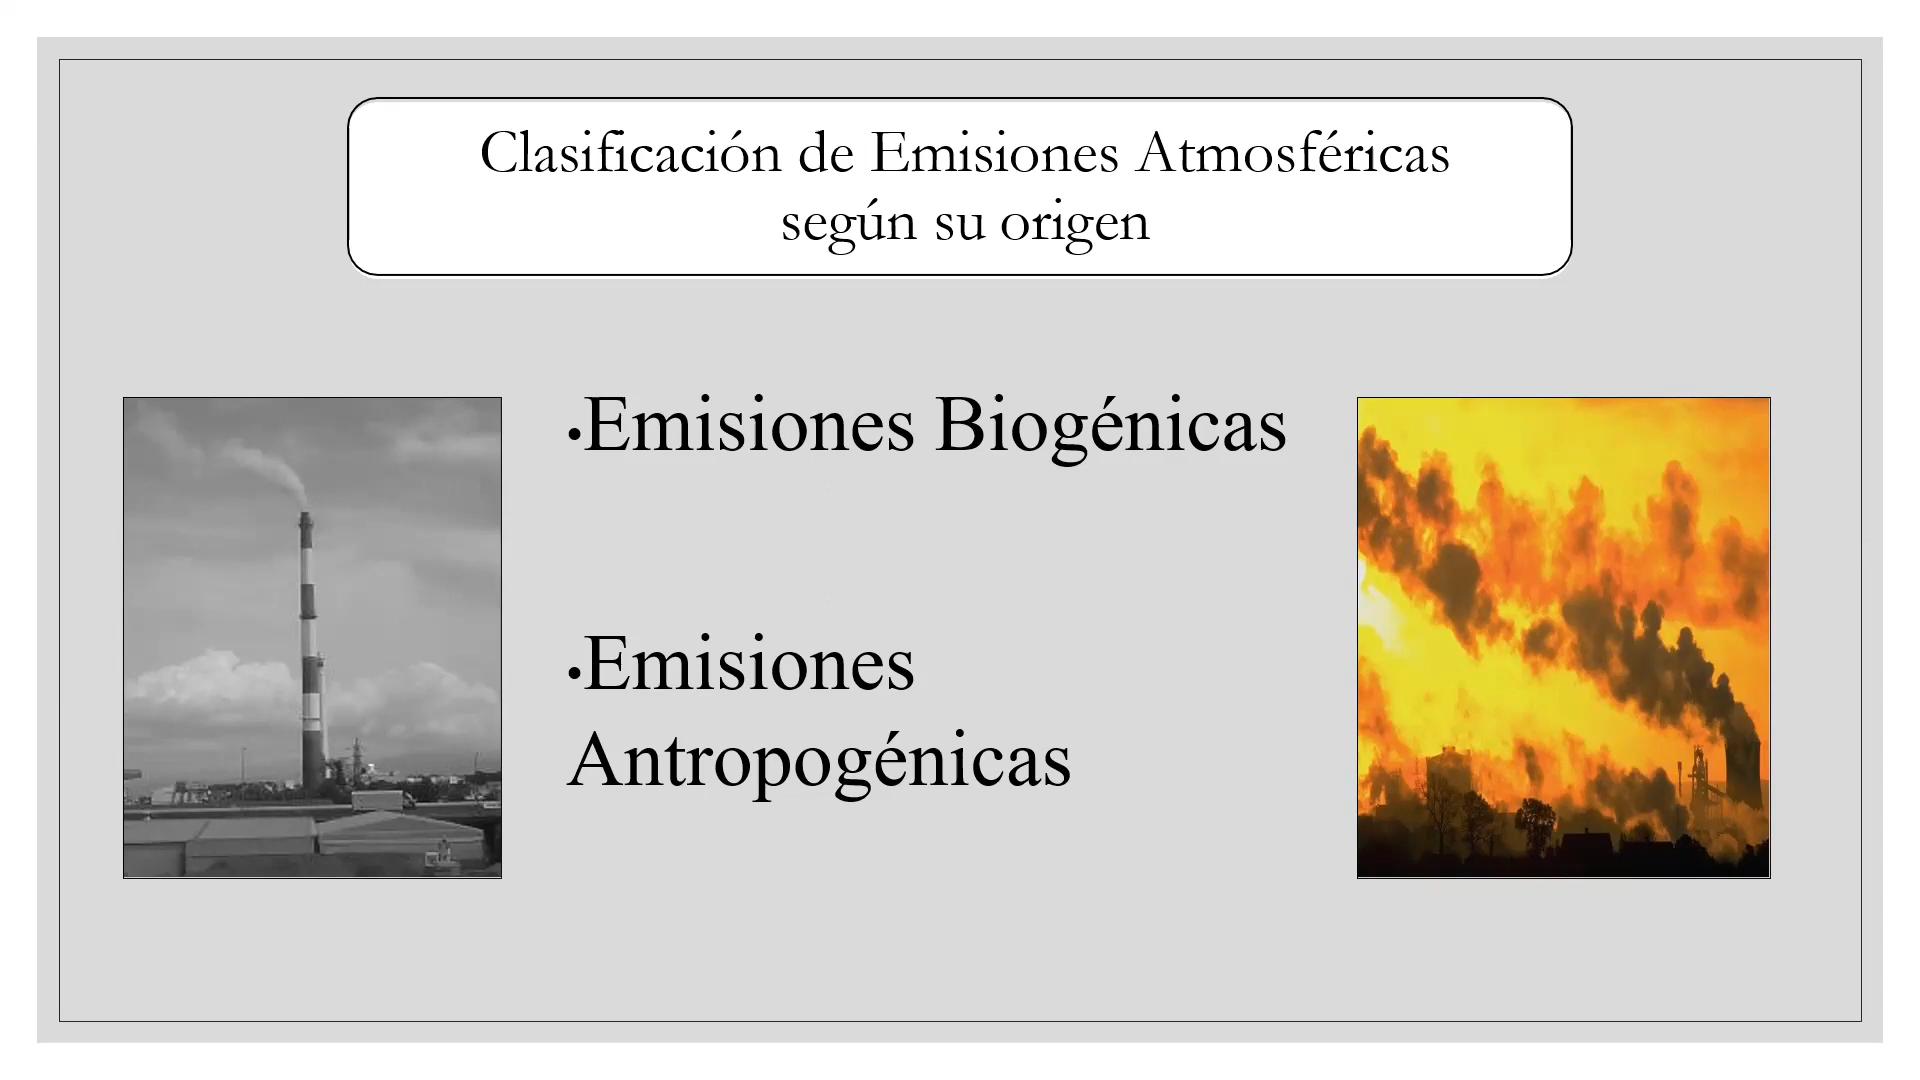 Clasificación de Emisiones Atmosféricas
según su origen
•Emisiones Biogénicas
•Emisiones
Antropogénicas